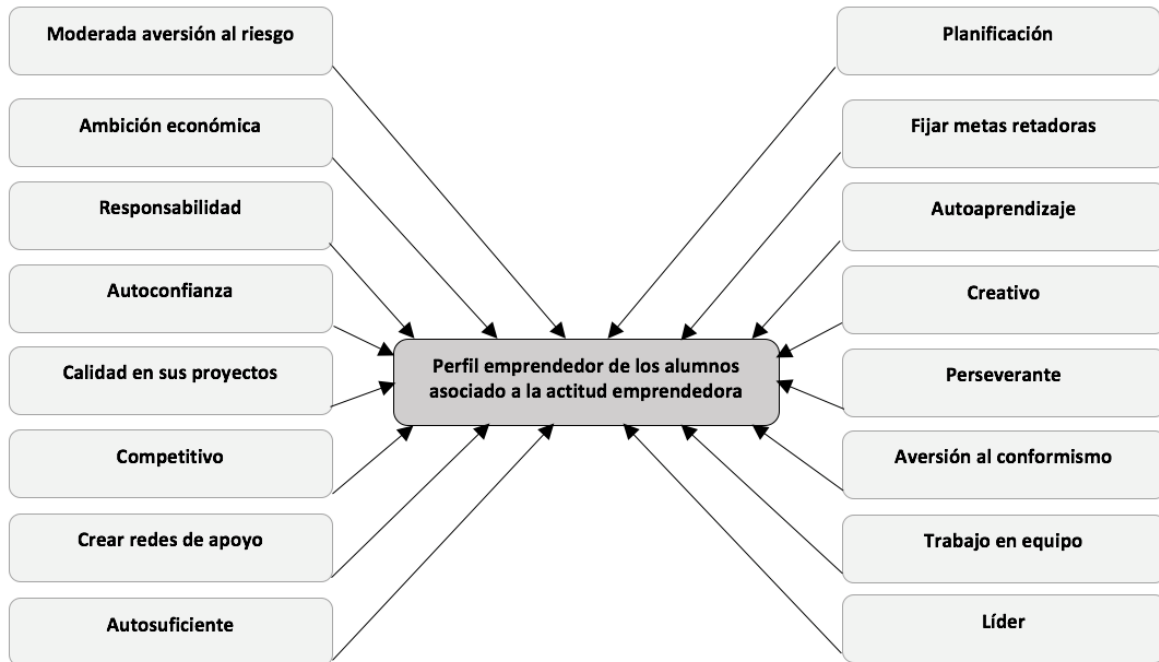 Moderada aversión al riesgo
Ambición económica
Responsabilidad
Autoconfianza
Calidad en sus proyectos
Competitivo
Crear redes de apoyo
Autosuficiente
Perfil emprendedor de los alumnos
asociado a la actitud emprendedora
Planificación
Fijar metas retadoras
Autoaprendizaje
Creativo
Perseverante
Aversión al conformismo
Trabajo en equipo
Líder